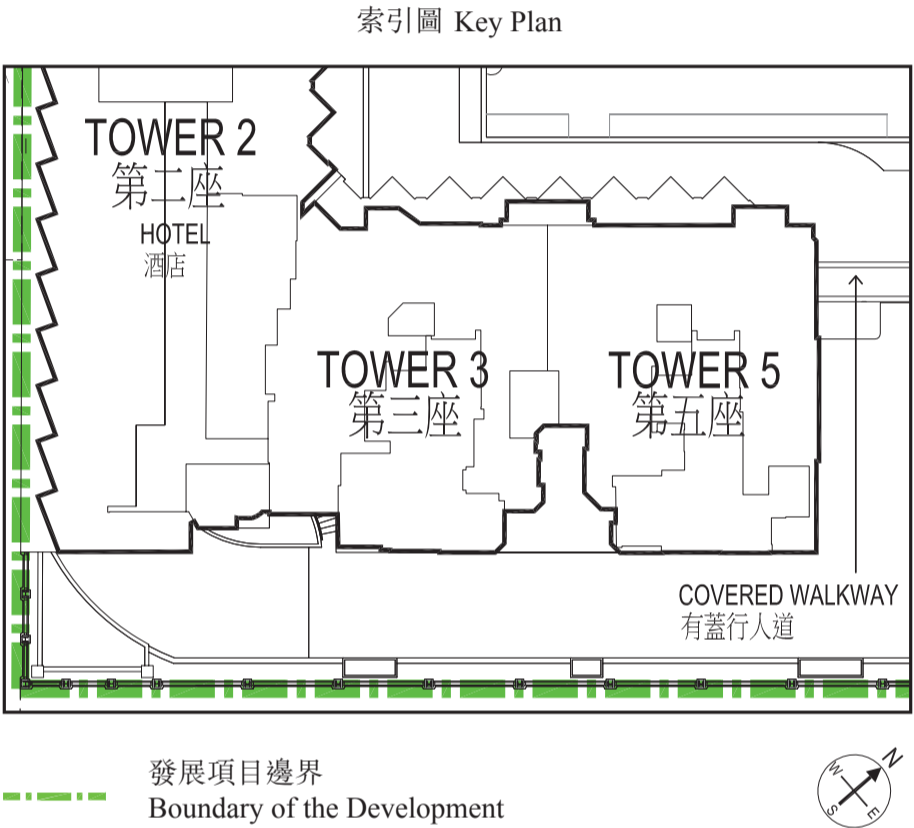 索引圖 Key Plan
TOWER 2
第二座
HOTEL
酒店
TOWER 3
第三座
TOWER 5
第五座
COVERED WALKWAY
有蓋行人道
發展項目邊界
Boundary of the Development
N
W
E
S